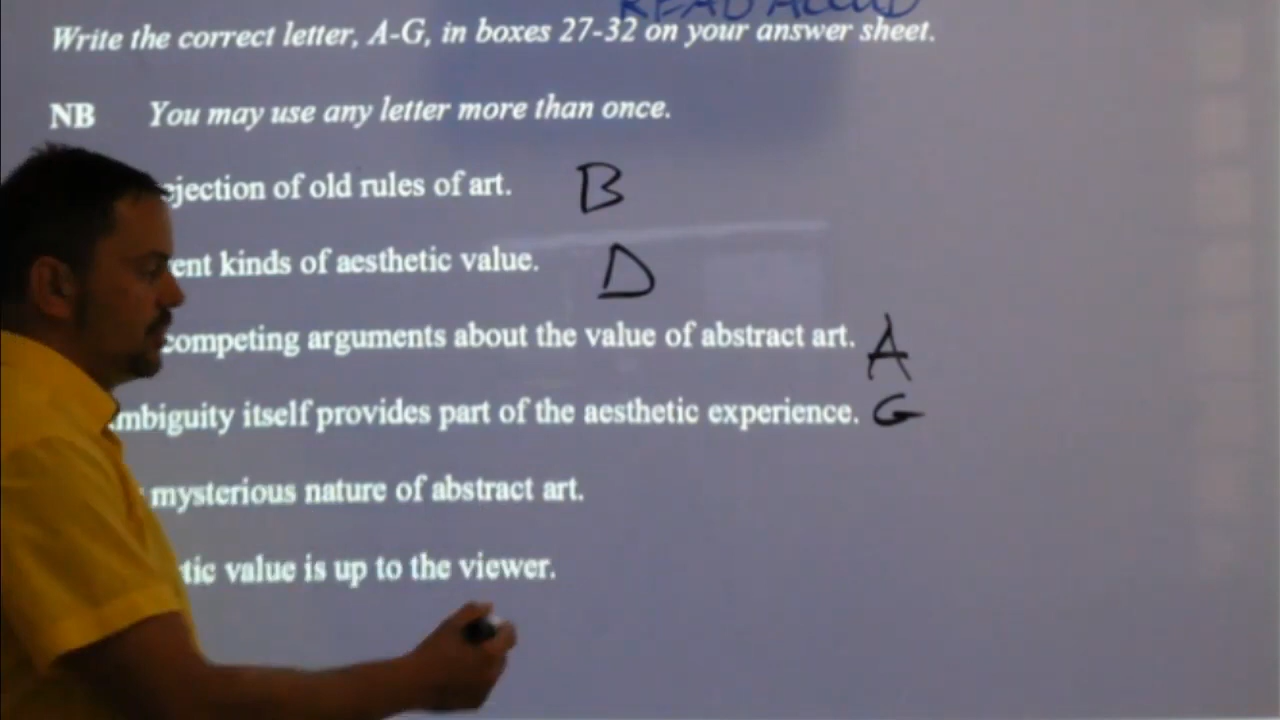 READ ALOUD
Write the correct letter, A-G, in boxes 27-32 on your answer sheet.
NB You may use any letter more than once.
ejection of old rules of art. B
ent kinds of aesthetic value. D
competing arguments about the value of abstract art. A
mbiguity itself provides part of the aesthetic experience. G
mysterious nature of abstract art.
tic value is up to the viewer.